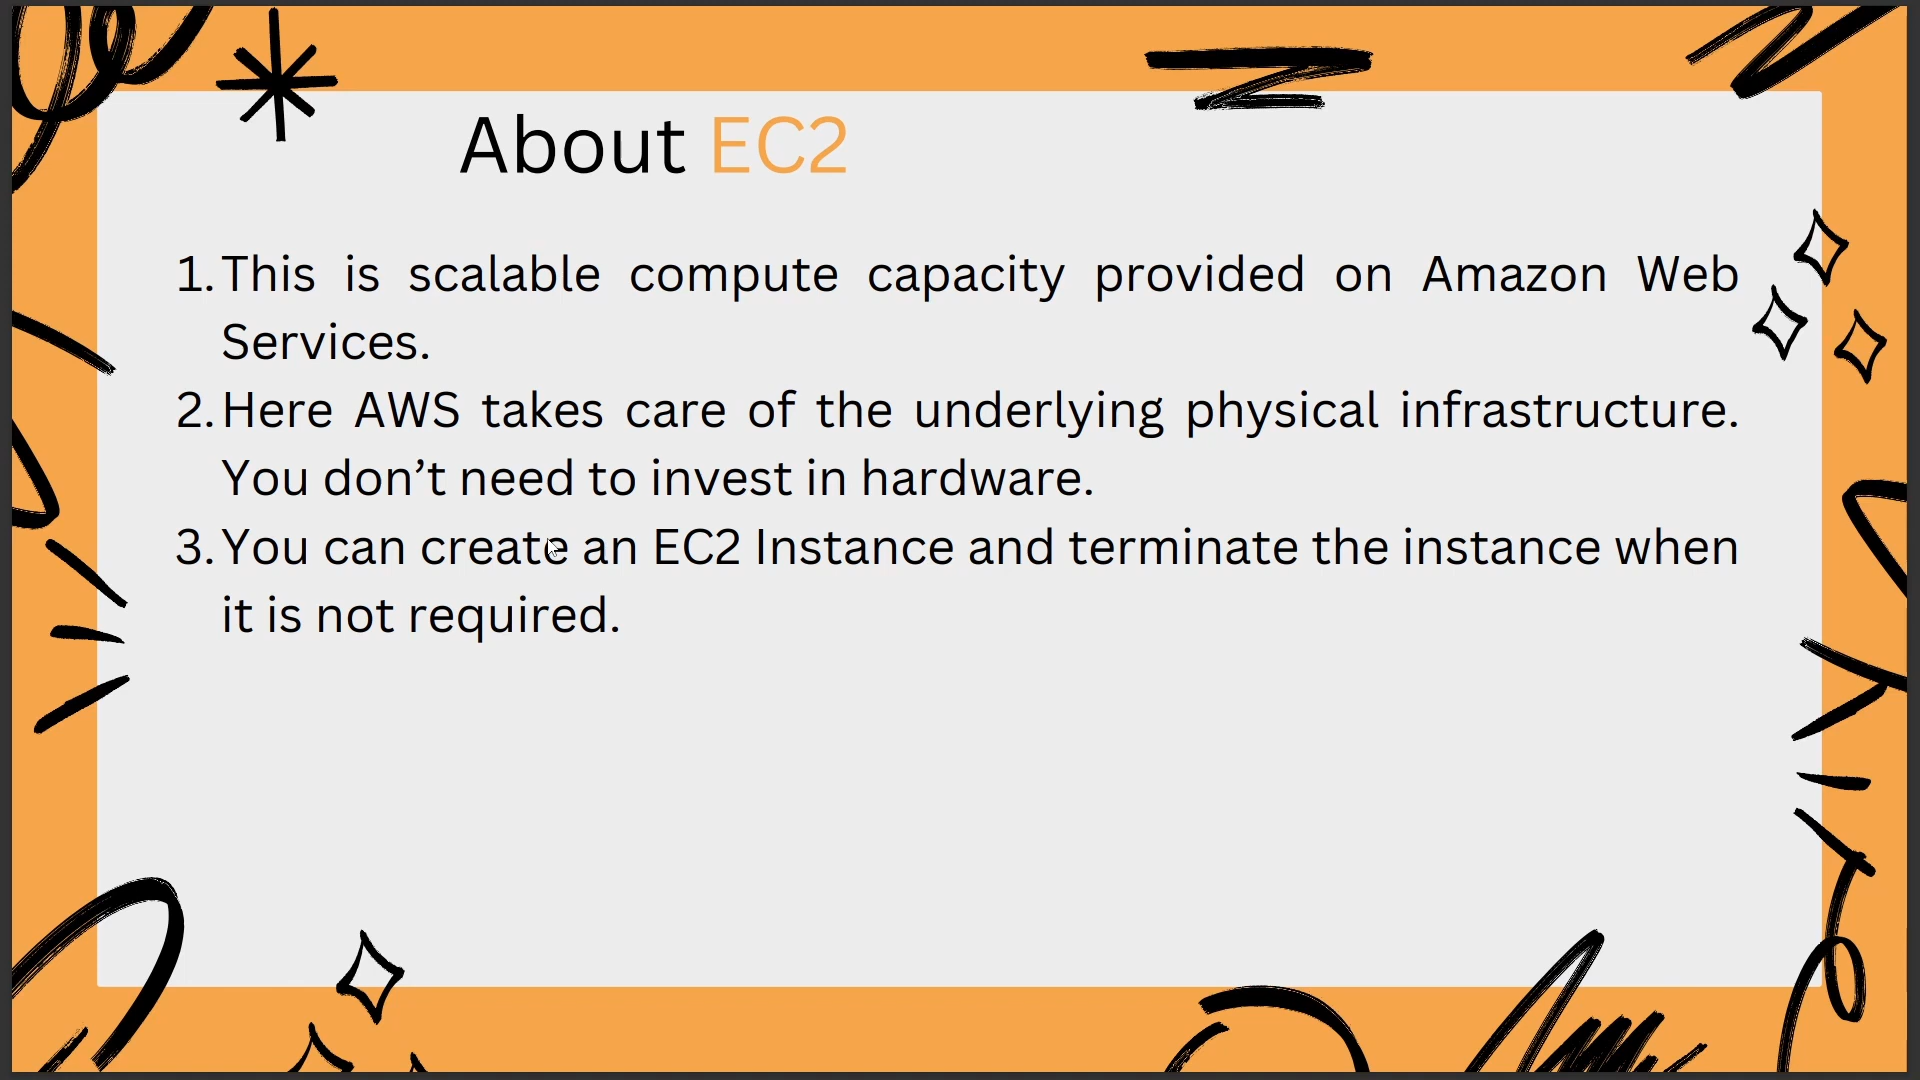 About EC2
1. This is scalable compute capacity provided on Amazon Web
Services.
2. Here AWS takes care of the underlying physical infrastructure.
You don’t need to invest in hardware.
3. You can create an EC2 Instance and terminate the instance when
it is not required.